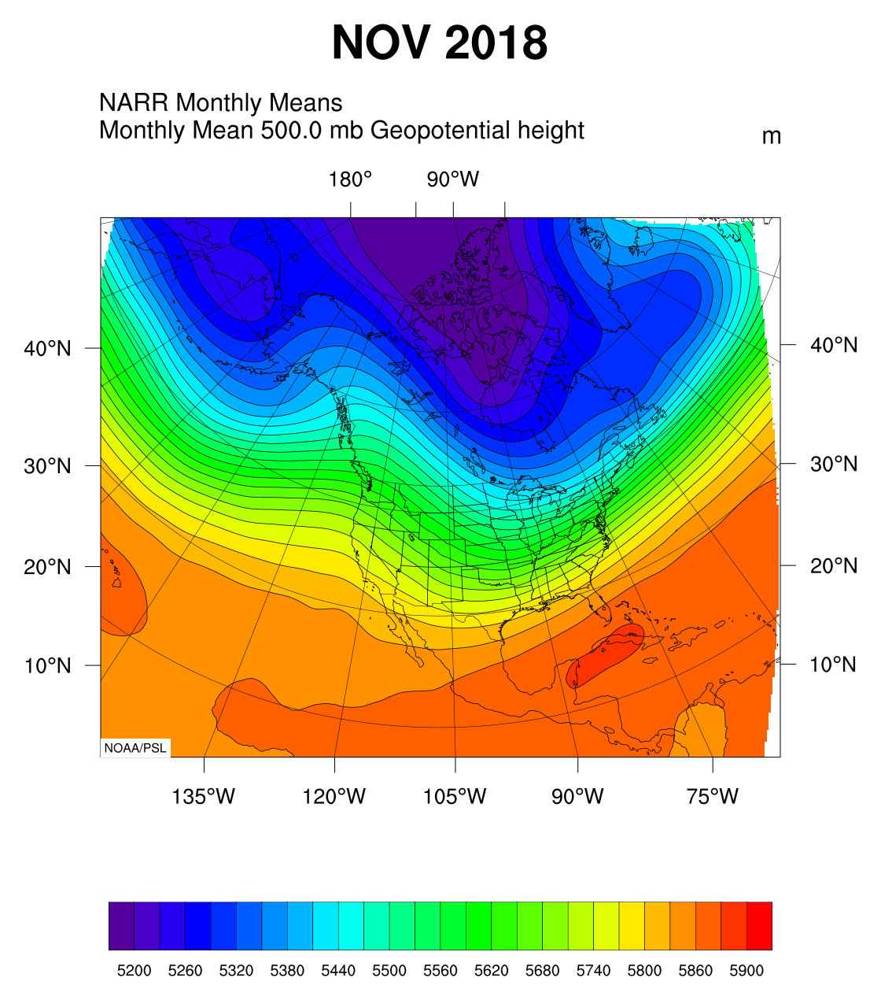 NOV 2018
NARR Monthly Means
Monthly Mean 500.0 mb Geopotential height
m
180° 90°W
40°N 40°N
30°N 30°N
20°N 20°N
10°N 10°N
NOAA/PSL
135°W 120°W 105°W 90°W 75°W
5200 5260 5320 5380 5440 5500 5560 5620 5680 5740 5800 5860 5900